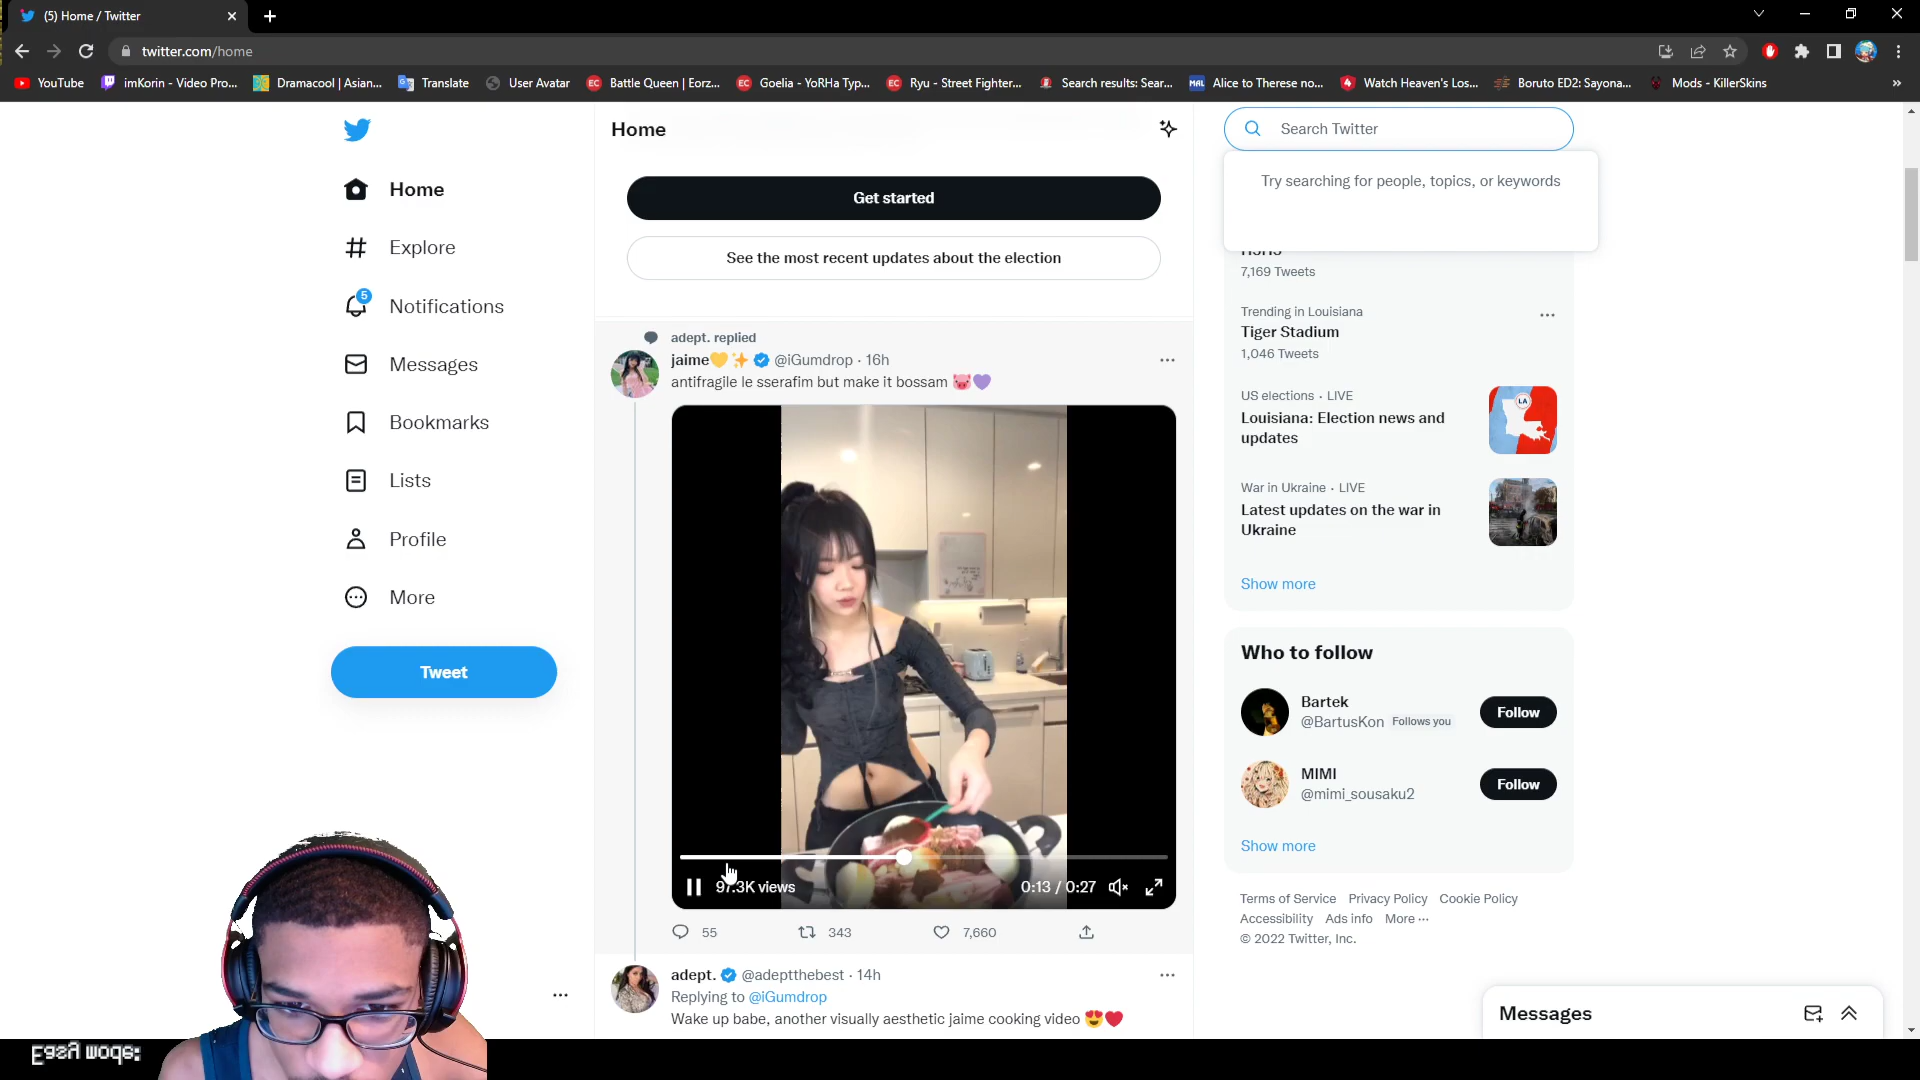 (5) Home / Twitter
twitter.com/home
YouTube
imKorin - Video Pro...
Dramacool | Asian...
Translate
User Avatar
Battle Queen | Eorz...
Goelia - YoRHa Typ...
Ryu - Street Fighter...
Search results: Sear...
Alice to Therese no...
Watch Heaven's Los...
Boruto ED2: Sayona...
Mods - KillerSkins
Home
Explore
5
Notifications
Messages
Bookmarks
Lists
Profile
More
Tweet
Home
Get started
See the most recent updates about the election
adept. replied
jaime💛✨ @iGumdrop · 16h
antifragile le sserafim but make it bossam 🐷💜
97.3K views
0:13 / 0:27
55
343
7,660
adept. @adeptthebest · 14h
Replying to @iGumdrop
Wake up babe, another visually aesthetic jaime cooking video 😍❤️
Search Twitter
Try searching for people, topics, or keywords
7,169 Tweets
Trending in Louisiana
Tiger Stadium
1,046 Tweets
US elections · LIVE
Louisiana: Election news and
updates
LA
War in Ukraine · LIVE
Latest updates on the war in
Ukraine
Show more
Who to follow
Bartek
@BartusKon Follows you
Follow
MIMI
@mimi_sousaku2
Follow
Show more
Terms of Service Privacy Policy Cookie Policy
Accessibility Ads info More ···
© 2022 Twitter, Inc.
Messages